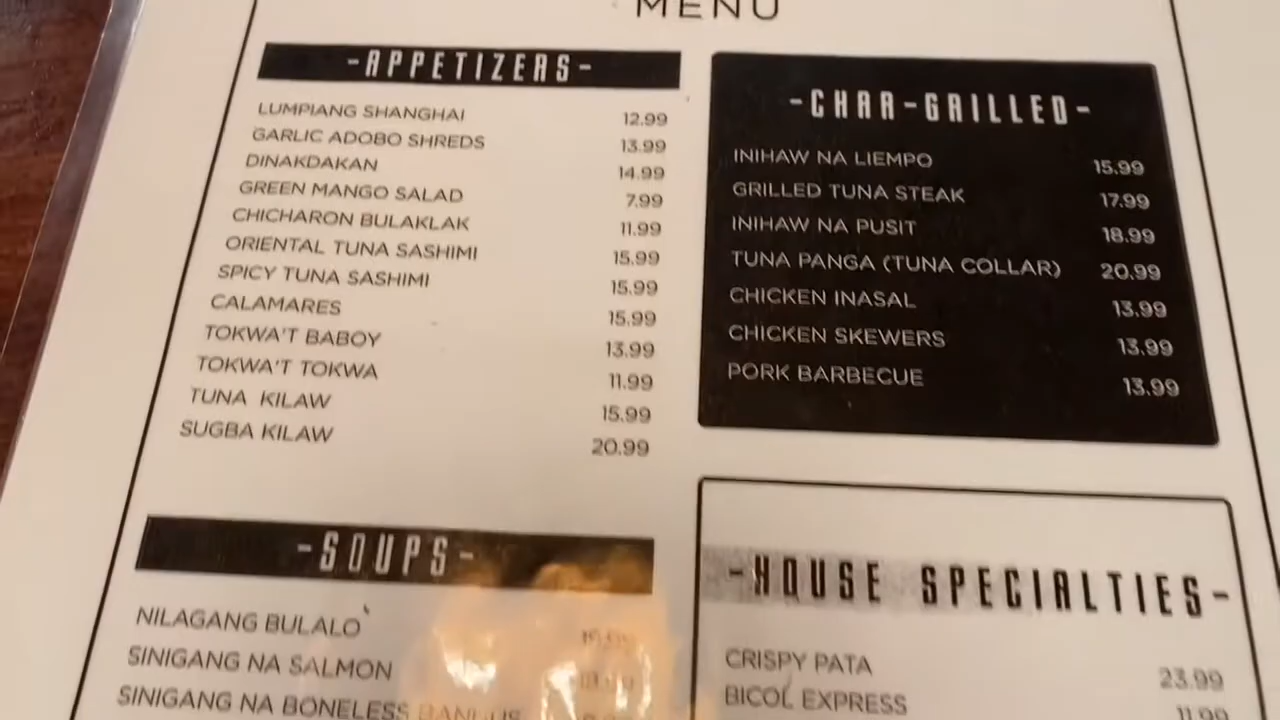 MENU
-APPETIZERS-
LUMPIANG SHANGHAI 12.99
GARLIC ADOBO SHREDS 13.99
DINAKDAKAN 14.99
GREEN MANGO SALAD 7.99
CHICHARON BULAKLAK 11.99
ORIENTAL TUNA SASHIMI 15.99
SPICY TUNA SASHIMI 15.99
CALAMARES 15.99
TOKWA'T BABOY 13.99
TOKWA'T TOKWA 11.99
TUNA KILAW 15.99
SUGBA KILAW 20.99
-SOUPS-
NILAGANG BULALO
SINIGANG NA SALMON
SINIGANG NA BONELESS BANGUS
-CHAR-GRILLED-
INIHAW NA LIEMPO 15.99
GRILLED TUNA STEAK 17.99
INIHAW NA PUSIT 18.99
TUNA PANGA (TUNA COLLAR) 20.99
CHICKEN INASAL 13.99
CHICKEN SKEWERS 13.99
PORK BARBECUE 13.99
-HOUSE SPECIALTIES-
CRISPY PATA 23.99
BICOL EXPRESS 11.99